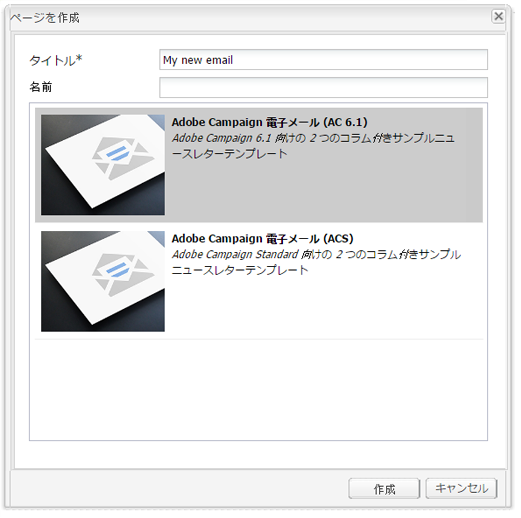 ページを作成
タイトル*
My new email
名前
Adobe Campaign 電子メール (AC 6.1)
Adobe Campaign 6.1 向けの 2 つのコラム付きサンプルニュ
ースレターテンプレート
Adobe Campaign 電子メール (ACS)
Adobe Campaign Standard 向けの 2 つのコラム付きサンプル
ニュースレターテンプレート
作成
キャンセル